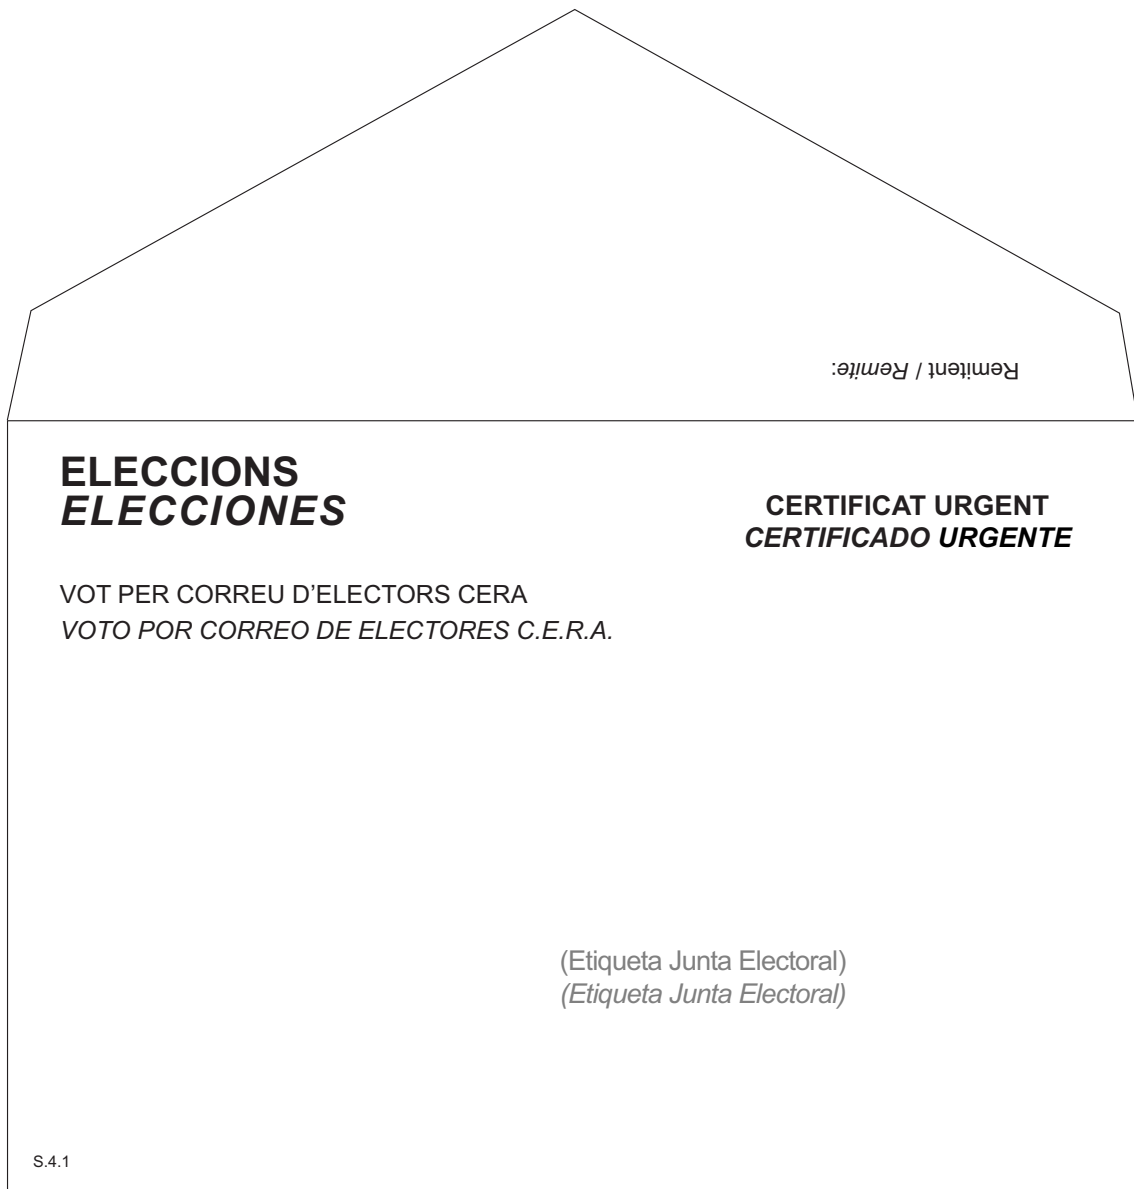 Remitent / Remite:
ELECCIONS
ELECCIONES
CERTIFICAT URGENT
CERTIFICADO URGENTE
VOT PER CORREU D’ELECTORS CERA
VOTO POR CORREO DE ELECTORES C.E.R.A.
(Etiqueta Junta Electoral)
(Etiqueta Junta Electoral)
S.4.1